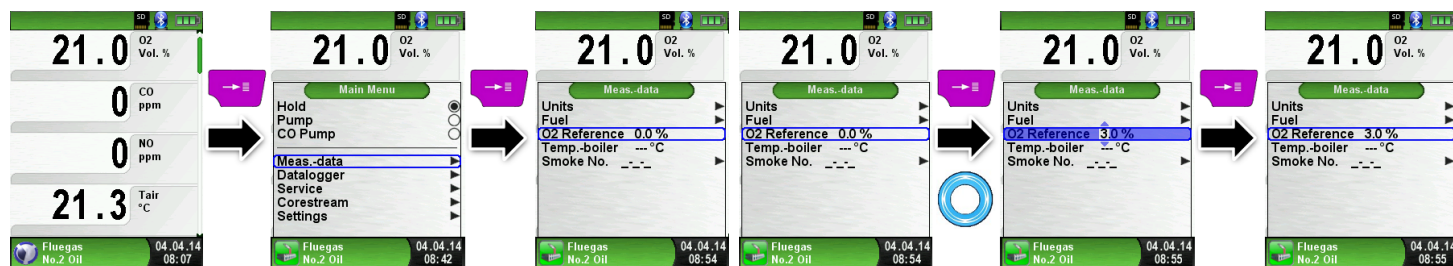 SD
21.0 O2 Vol. %
0 CO ppm
0 NO ppm
21.3 Tair °C
Fluegas 04.04.14
No.2 Oil 08:07
SD
21.0 O2 Vol. %
Main Menu
Hold
Pump
CO Pump
Meas.-data
Datalogger
Service
Corestream
Settings
Fluegas 04.04.14
No.2 Oil 08:42
SD
21.0 O2 Vol. %
Meas.-data
Units
Fuel
O2 Reference 0.0 %
Temp.-boiler --- °C
Smoke No. _-_-_
Fluegas 04.04.14
No.2 Oil 08:54
SD
21.0 O2 Vol. %
Meas.-data
Units
Fuel
O2 Reference 0.0 %
Temp.-boiler --- °C
Smoke No. _-_-_
Fluegas 04.04.14
No.2 Oil 08:54
SD
21.0 O2 Vol. %
Meas.-data
Units
Fuel
O2 Reference 3.0 %
Temp.-boiler --- °C
Smoke No. _-_-_
Fluegas 04.04.14
No.2 Oil 08:55
SD
21.0 O2 Vol. %
Meas.-data
Units
Fuel
O2 Reference 3.0 %
Temp.-boiler --- °C
Smoke No. _-_-_
Fluegas 04.04.14
No.2 Oil 08:55